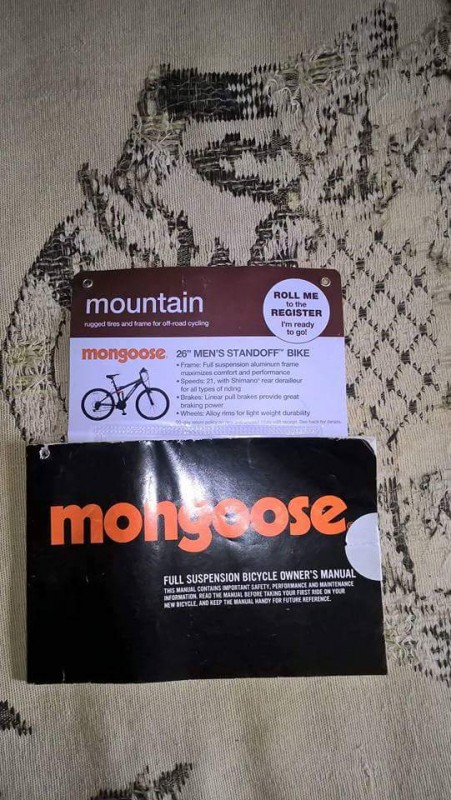 mountain
rugged tires and frame for off-road cycling
ROLL ME
to the
REGISTER
I'm ready
to go!
mongoose.
26" MEN'S STANDOFF™ BIKE
• Frame: Full suspension aluminum frame
maximizes comfort and performance
• Speeds: 21, with Shimano® rear derailleur
for all types of riding
• Brakes: Linear pull brakes provide great
braking power
• Wheels: Alloy rims for light weight durability
mongoose
FULL SUSPENSION BICYCLE OWNER'S MANUAL
THIS MANUAL CONTAINS IMPORTANT SAFETY, PERFORMANCE AND MAINTENANCE
INFORMATION. READ THE MANUAL BEFORE TAKING YOUR FIRST RIDE ON YOUR
NEW BICYCLE, AND KEEP THE MANUAL HANDY FOR FUTURE REFERENCE.